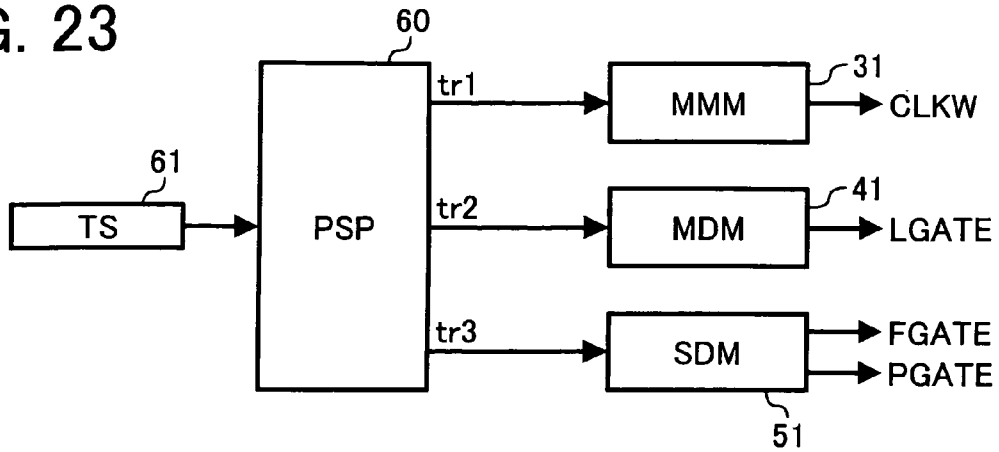 G. 23
60
tr1
MMM
31
CLKW
61
TS
PSP
tr2
MDM
41
LGATE
tr3
SDM
FGATE
PGATE
51